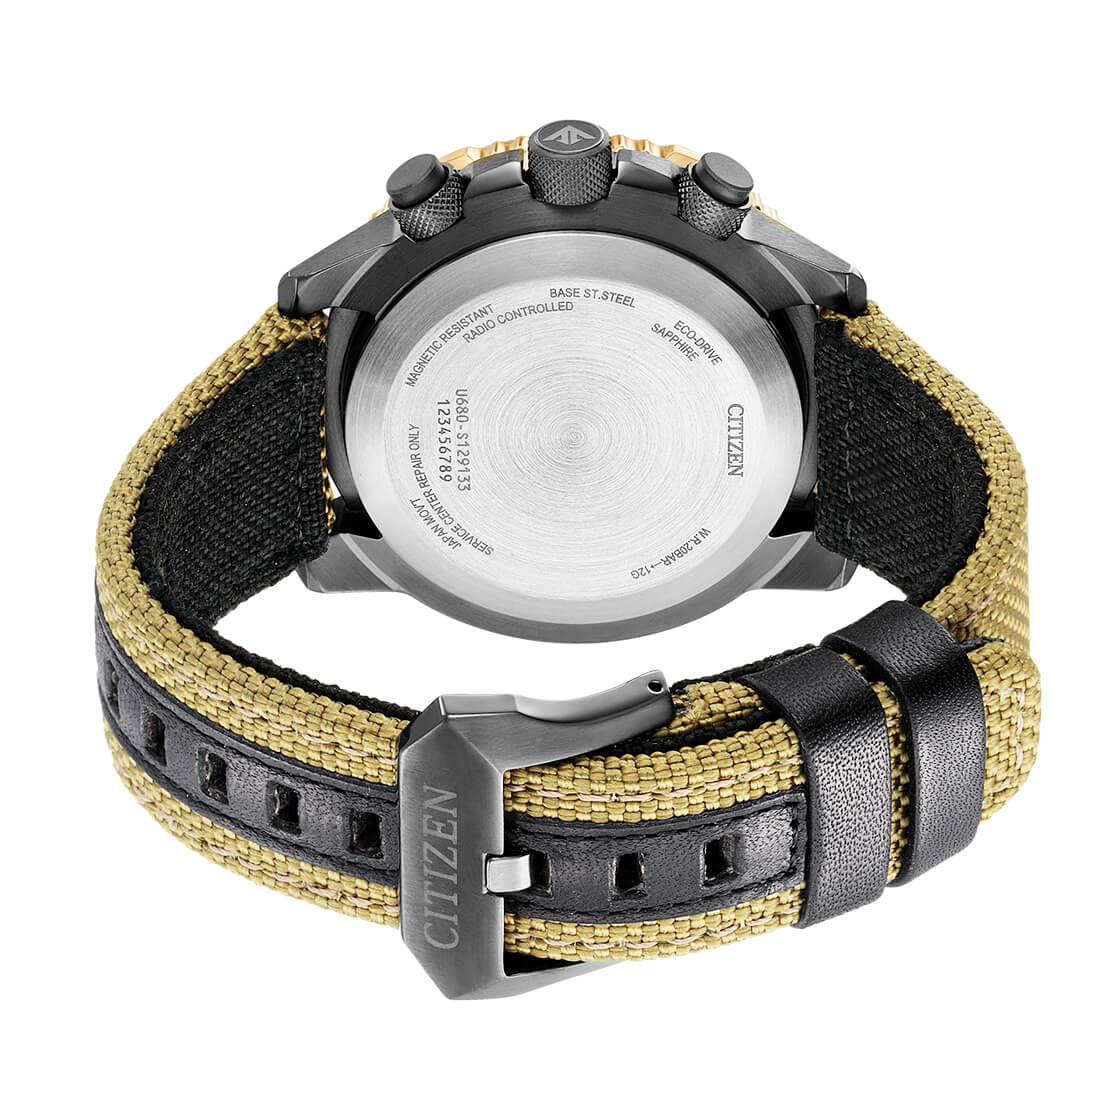 BASE ST.STEEL
ECO-DRIVE
SAPPHIRE
CITIZEN
W.R.20BAR→12G
SERVICE CENTER REPAIR ONLY
JAPAN MOVT
MAGNETIC RESISTANT
RADIO CONTROLLED
U680-S129133
123456789
CITIZEN